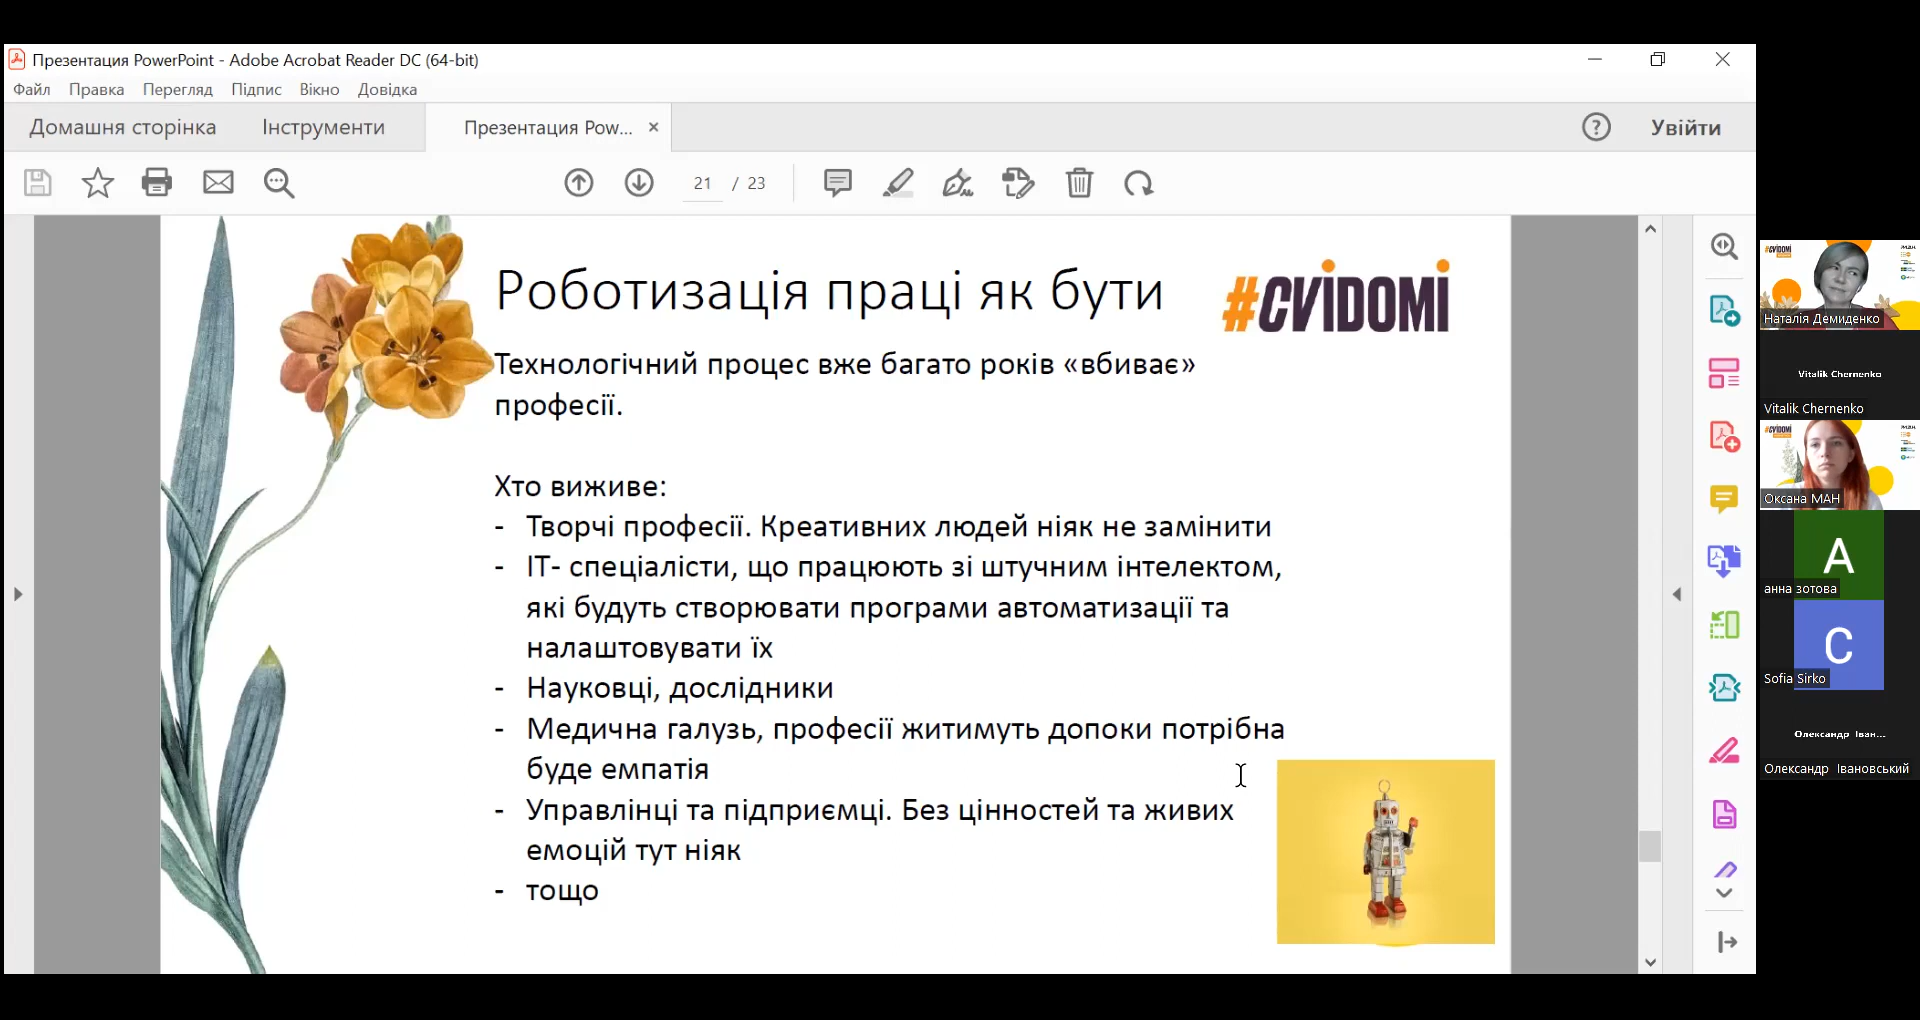 Презентация PowerPoint - Adobe Acrobat Reader DC (64-bit)
Файл Правка Перегляд Підпис Вікно Довідка
Домашня сторінка Інструменти Презентация Pow... Увійти
21 / 23
Роботизація праці як бути
#CVIDOMI
Технологічний процес вже багато років «вбиває»
професії.
Хто виживе:
- Творчі професії. Креативних людей ніяк не замінити
- ІТ- спеціалісти, що працюють зі штучним інтелектом,
які будуть створювати програми автоматизації та
налаштовувати їх
- Науковці, дослідники
- Медична галузь, професії житимуть допоки потрібна
буде емпатія
- Управлінці та підприємці. Без цінностей та живих
емоцій тут ніяк
- тощо
#CVIDOMI
Наталія Демиденко
Vitalik Chernenko
Vitalik Chernenko
#CVIDOMI
Оксана МАН
А
анна зотова
С
Sofia Sirko
Олександр Іван...
Олександр Івановський